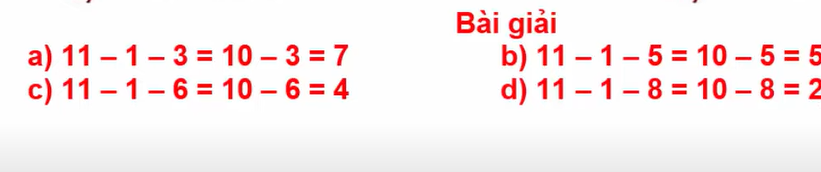 Bài giải
a) 11 – 1 – 3 = 10 – 3 = 7 b) 11 – 1 – 5 = 10 – 5 = 5
c) 11 – 1 – 6 = 10 – 6 = 4 d) 11 – 1 – 8 = 10 – 8 = 2